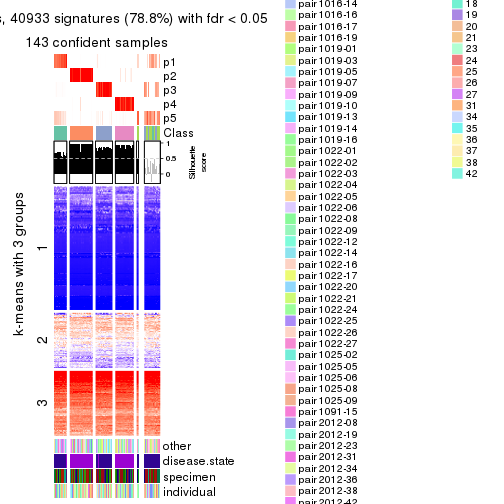 s, 40933 signatures (78.8%) with fdr < 0.05
143 confident samples
p1
p2
p3
p4
p5
Class
1
0.5
0
Silhouette
score
k-means with 3 groups
1
2
3
other
disease.state
specimen
individual
pair1016-14
pair1016-16
pair1016-17
pair1016-19
pair1019-01
pair1019-03
pair1019-05
pair1019-07
pair1019-09
pair1019-10
pair1019-13
pair1019-14
pair1019-16
pair1022-01
pair1022-02
pair1022-03
pair1022-04
pair1022-05
pair1022-06
pair1022-08
pair1022-09
pair1022-12
pair1022-14
pair1022-16
pair1022-17
pair1022-20
pair1022-21
pair1022-24
pair1022-25
pair1022-26
pair1022-27
pair1025-02
pair1025-05
pair1025-06
pair1025-08
pair1025-09
pair1091-15
pair2012-08
pair2012-19
pair2012-23
pair2012-31
pair2012-34
pair2012-36
pair2012-38
pair2012-42
18
19
20
21
23
24
25
26
27
31
34
35
36
37
38
42